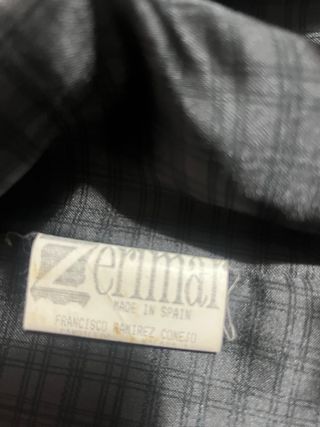 Zerimar
MADE IN SPAIN
FRANCISCO RAMIREZ CONEJO